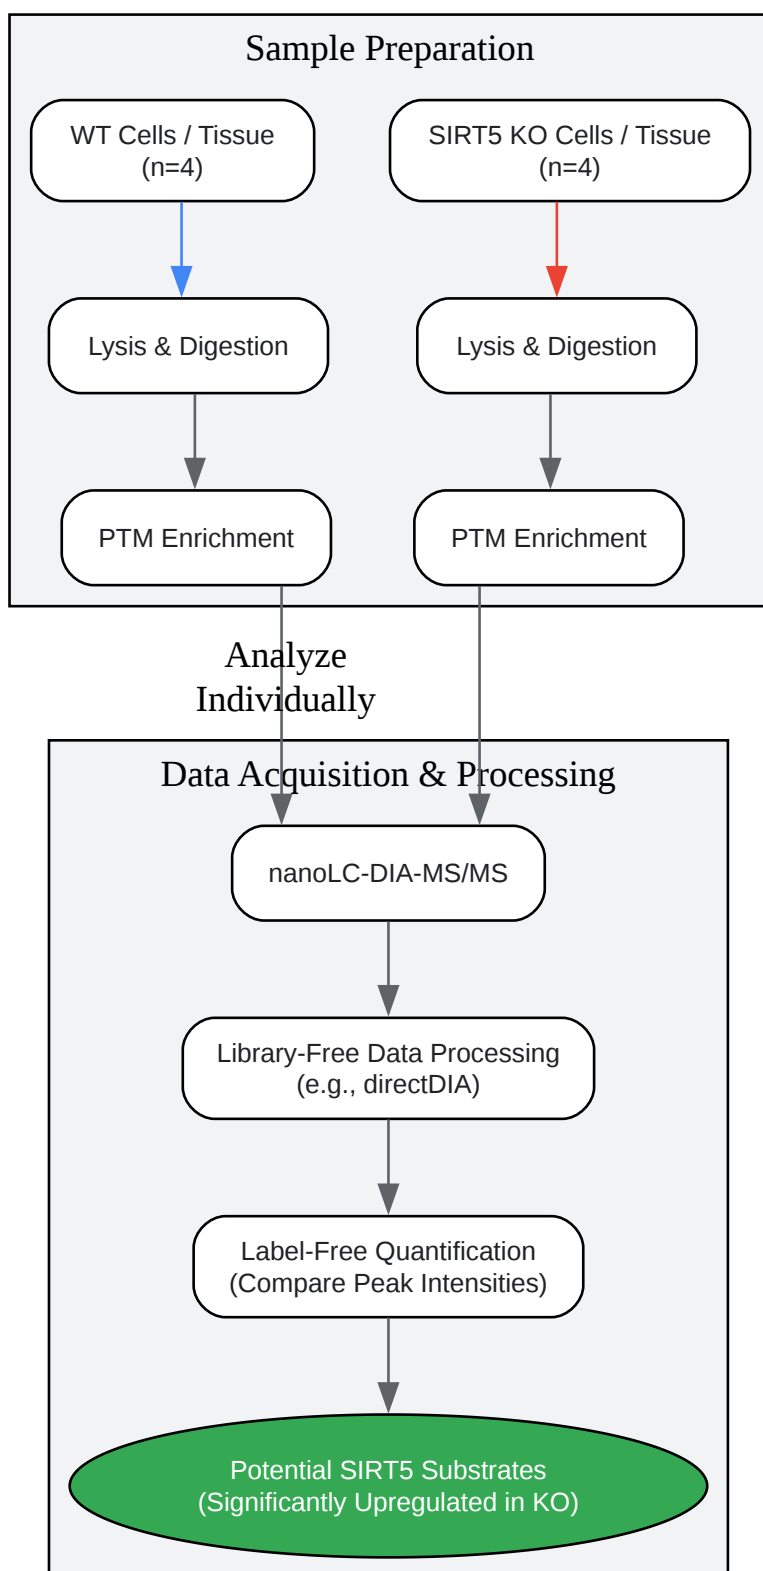 Sample Preparation
WT Cells / Tissue
(n=4)
SIRT5 KO Cells / Tissue
(n=4)
Lysis & Digestion
Lysis & Digestion
PTM Enrichment
PTM Enrichment
Analyze
Individually
Data Acquisition & Processing
nanoLC-DIA-MS/MS
Library-Free Data Processing
(e.g., directDIA)
Label-Free Quantification
(Compare Peak Intensities)
Potential SIRT5 Substrates
(Significantly Upregulated in KO)